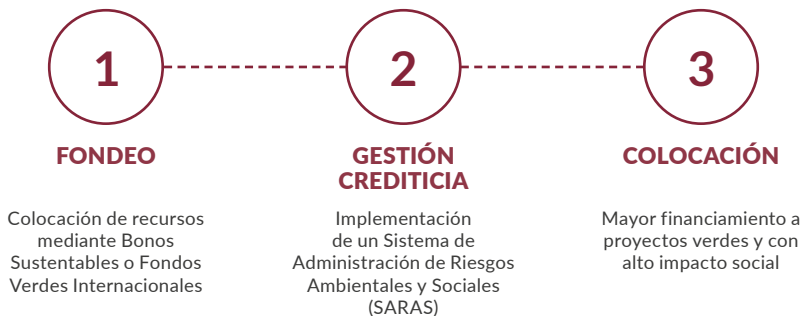 1
FONDEO
Colocación de recursos
mediante Bonos
Sustentables o Fondos
Verdes Internacionales
2
GESTIÓN
CREDITICIA
Implementación
de un Sistema de
Administración de Riesgos
Ambientales y Sociales
(SARAS)
3
COLOCACIÓN
Mayor financiamiento a
proyectos verdes y con
alto impacto social